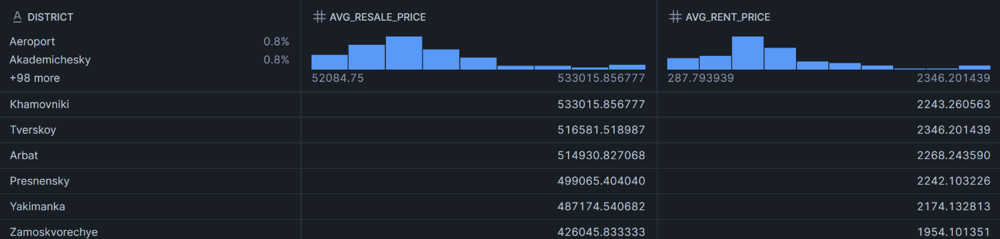 DISTRICT AVG_RESALE_PRICE AVG_RENT_PRICE
Aeroport 0.8%
Akademichesky 0.8%
+98 more 52084.75 533015.856777 287.793939 2346.201439
Khamovniki 533015.856777 2243.260563
Tverskoy 516581.518987 2346.201439
Arbat 514930.827068 2268.243590
Presnensky 499065.404040 2242.103226
Yakimanka 487174.540682 2174.132813
Zamoskvorechye 426045.833333 1954.101351